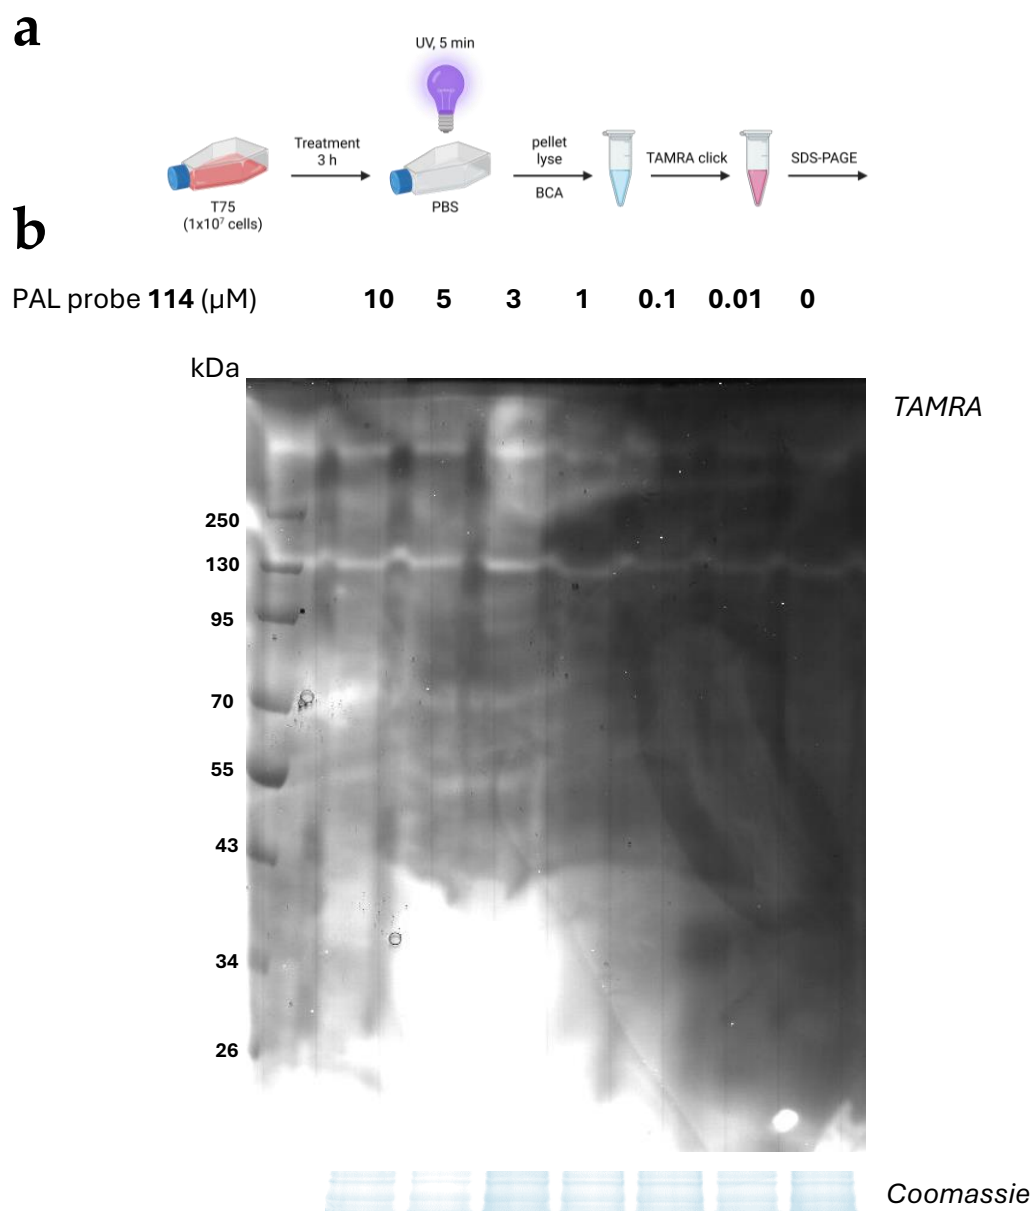 a
UV, 5 min
Treatment
3 h
pellet
lyse
BCA
TAMRA click
SDS-PAGE
T75
(1x10⁷ cells)
PBS
b
PAL probe 114 (µM) 10 5 3 1 0.1 0.01 0
kDa
TAMRA
250
130
95
70
55
43
34
26
Coomassie